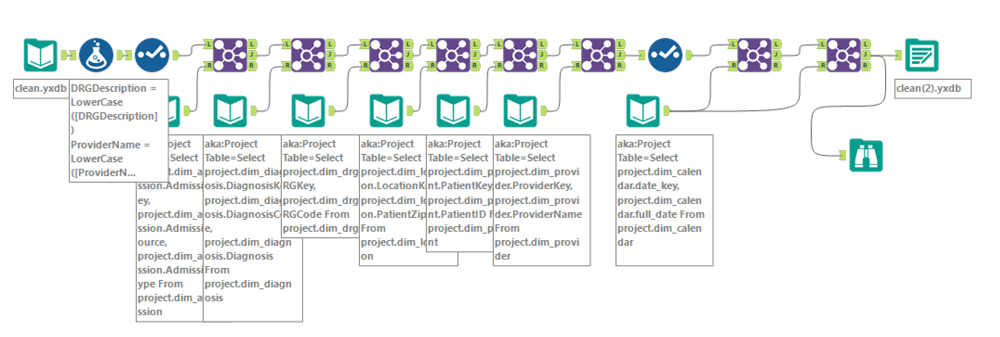 L L L L L L L L L L L L L L L L
J J J J J J J J
R R R R R R R R R R R R R R R R
clean.yxdb
DRGDescription =
LowerCase
([DRGDescription]
)
ProviderName =
LowerCase
([ProviderN...
clean(2).yxdb
oject
Select
t.dim_a
ssion.Admissi
ey,
project.dim_a
ssion.Admissi
ource,
project.dim_a
ssion.Admissi
ype From
project.dim_a
ssion
aka:Project
Table=Select
project.dim_diag
osis.DiagnosisK
project.dim_diag
osis.DiagnosisC
e,
project.dim_diagn
osis.Diagnosis
From
project.dim_diagn
osis
aka:Project
Table=Select
project.dim_drg
RGKey,
project.dim_drg
RGCode From
project.dim_drg
aka:Project
Table=Select
project.dim_lo
on.LocationK
project.dim_lo
on.PatientZip
From
project.dim_lo
on
aka:Project
Table=Select
project.dim_p
nt.PatientKey,
project.dim_p
nt.PatientID F
project.dim_p
nt
aka:Project
Table=Select
project.dim_provi
der.ProviderKey,
project.dim_provi
der.ProviderName
From
project.dim_provi
der
aka:Project
Table=Select
project.dim_calen
dar.date_key,
project.dim_calen
dar.full_date From
project.dim_calen
dar